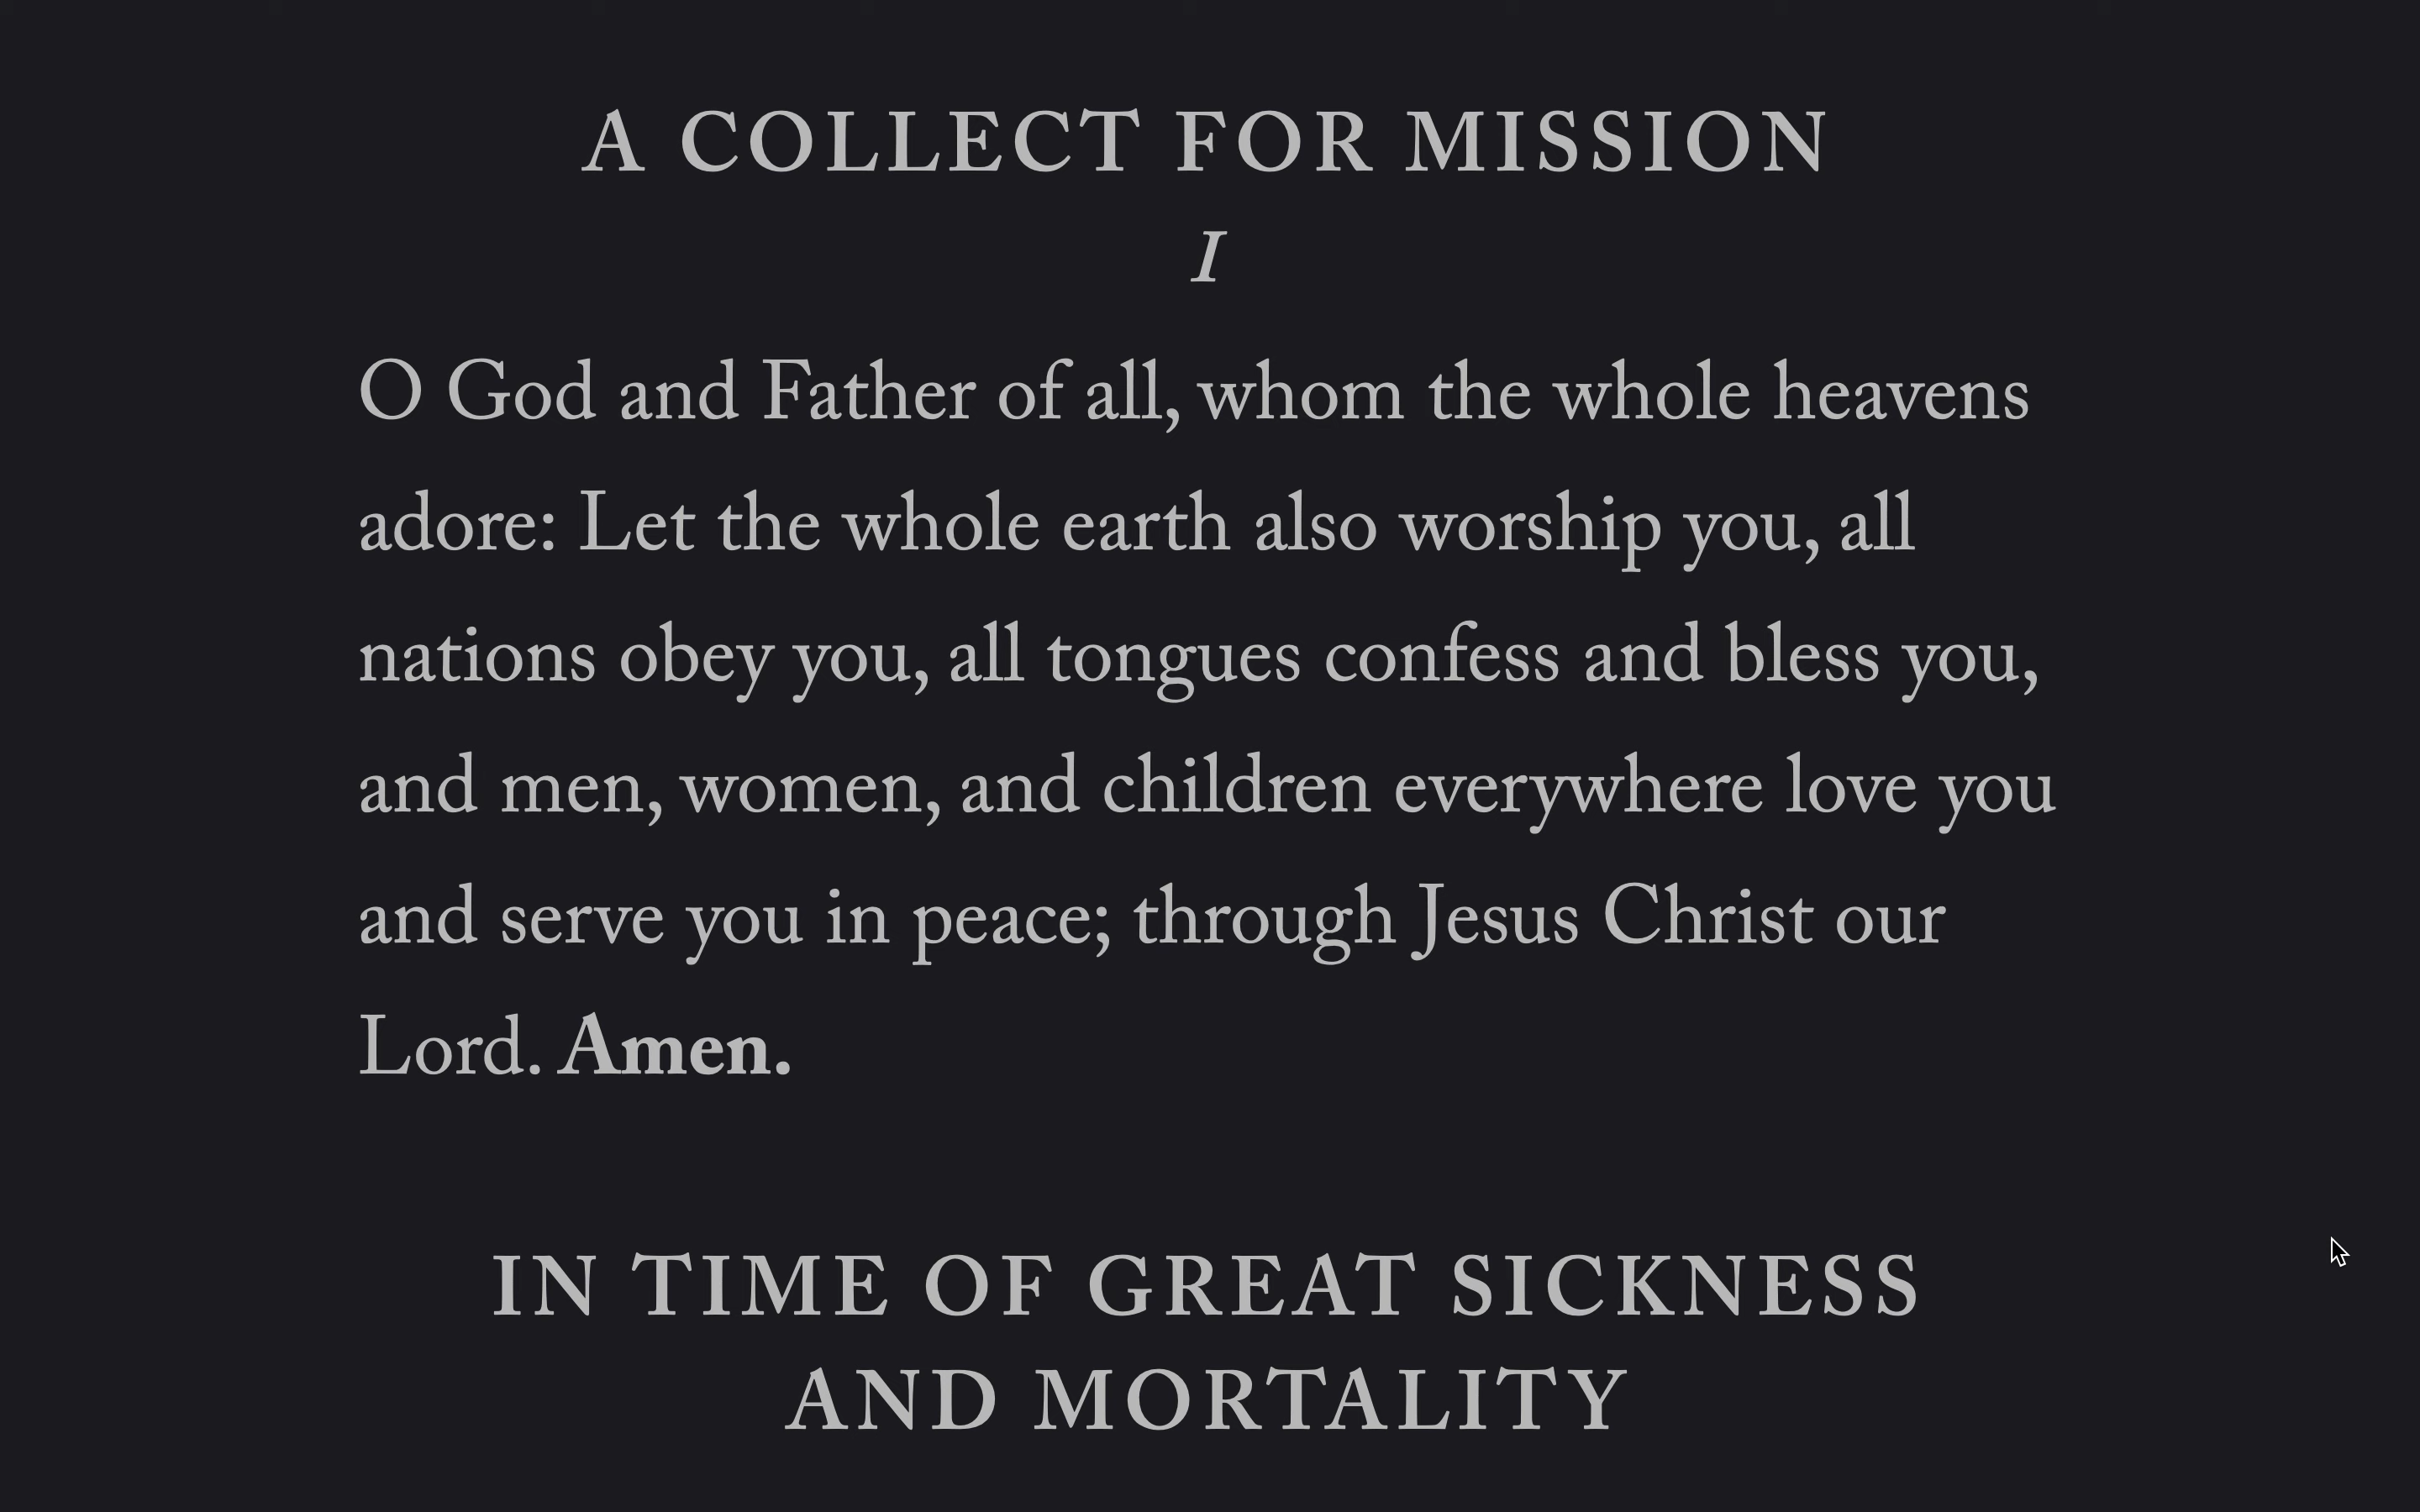 A COLLECT FOR MISSION
I
O God and Father of all, whom the whole heavens
adore: Let the whole earth also worship you, all
nations obey you, all tongues confess and bless you,
and men, women, and children everywhere love you
and serve you in peace; through Jesus Christ our
Lord. Amen.
IN TIME OF GREAT SICKNESS
AND MORTALITY